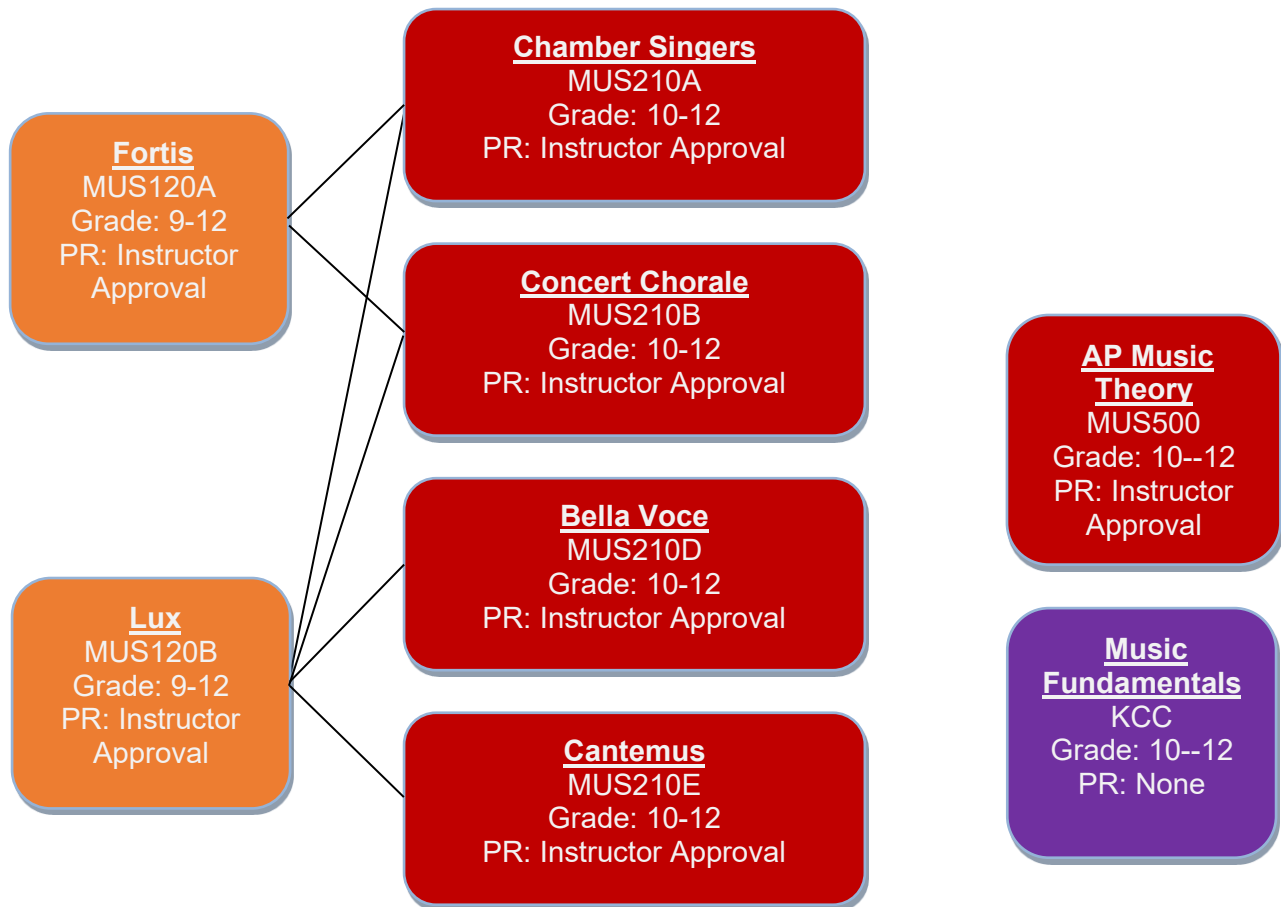 Chamber Singers
MUS210A
Grade: 10-12
PR: Instructor Approval
Fortis
MUS120A
Grade: 9-12
PR: Instructor
Approval
Concert Chorale
MUS210B
Grade: 10-12
PR: Instructor Approval
AP Music
Theory
MUS500
Grade: 10--12
PR: Instructor
Approval
Bella Voce
MUS210D
Grade: 10-12
PR: Instructor Approval
Lux
MUS120B
Grade: 9-12
PR: Instructor
Approval
Music
Fundamentals
KCC
Grade: 10--12
PR: None
Cantemus
MUS210E
Grade: 10-12
PR: Instructor Approval